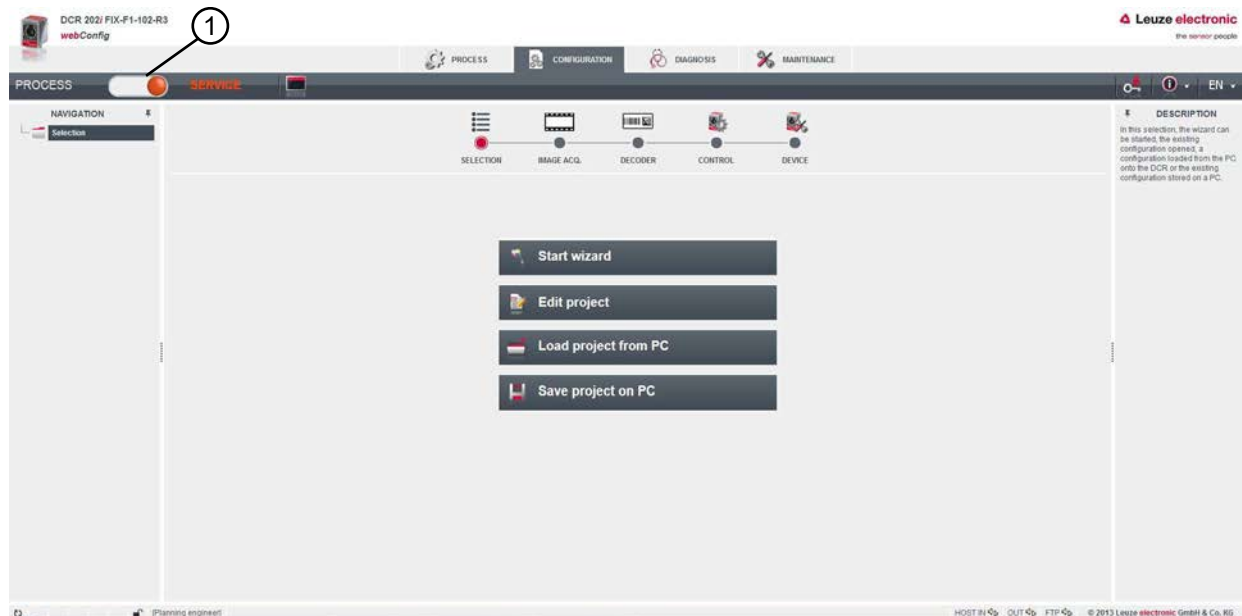 DCR 202i FIX-F1-102-R3
webConfig
1
Leuze electronic
the sensor people
PROCESS
CONFIGURATION
DIAGNOSIS
MAINTENANCE
PROCESS
SERVICE
EN
NAVIGATION
Selection
SELECTION
IMAGE ACQ.
DECODER
CONTROL
DEVICE
DESCRIPTION
In this selection, the wizard can
be started, the existing
configuration opened, a
configuration loaded from the PC
onto the DCR or the existing
configuration stored on a PC.
Start wizard
Edit project
Load project from PC
Save project on PC
[Planning engineer]
HOST IN OUT FTP © 2013 Leuze electronic GmbH & Co. KG